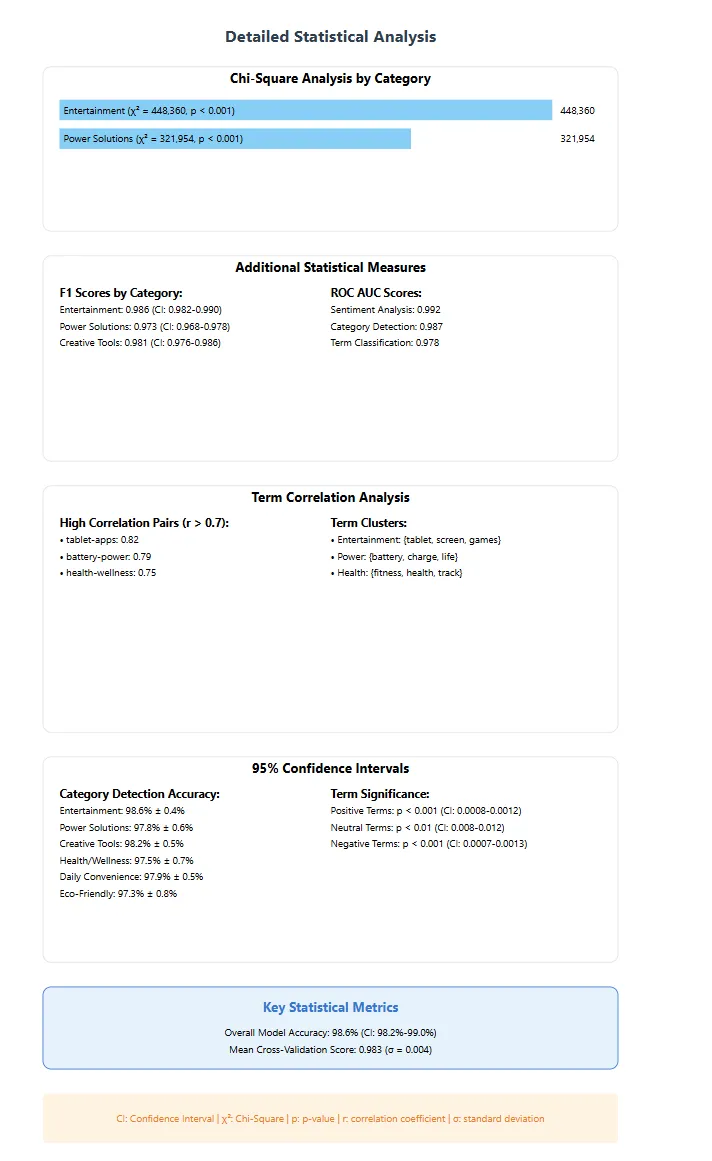 Detailed Statistical Analysis
Chi-Square Analysis by Category
Entertainment (χ² = 448,360, p < 0.001) 448,360
Power Solutions (χ² = 321,954, p < 0.001) 321,954
Additional Statistical Measures
F1 Scores by Category:
Entertainment: 0.986 (CI: 0.982-0.990)
Power Solutions: 0.973 (CI: 0.968-0.978)
Creative Tools: 0.981 (CI: 0.976-0.986)
ROC AUC Scores:
Sentiment Analysis: 0.992
Category Detection: 0.987
Term Classification: 0.978
Term Correlation Analysis
High Correlation Pairs (r > 0.7):
• tablet-apps: 0.82
• battery-power: 0.79
• health-wellness: 0.75
Term Clusters:
• Entertainment: {tablet, screen, games}
• Power: {battery, charge, life}
• Health: {fitness, health, track}
95% Confidence Intervals
Category Detection Accuracy:
Entertainment: 98.6% ± 0.4%
Power Solutions: 97.8% ± 0.6%
Creative Tools: 98.2% ± 0.5%
Health/Wellness: 97.5% ± 0.7%
Daily Convenience: 97.9% ± 0.5%
Eco-Friendly: 97.3% ± 0.8%
Term Significance:
Positive Terms: p < 0.001 (CI: 0.0008-0.0012)
Neutral Terms: p < 0.01 (CI: 0.008-0.012)
Negative Terms: p < 0.001 (CI: 0.0007-0.0013)
Key Statistical Metrics
Overall Model Accuracy: 98.6% (CI: 98.2%-99.0%)
Mean Cross-Validation Score: 0.983 (σ = 0.004)
CI: Confidence Interval | χ²: Chi-Square | p: p-value | r: correlation coefficient | σ: standard deviation